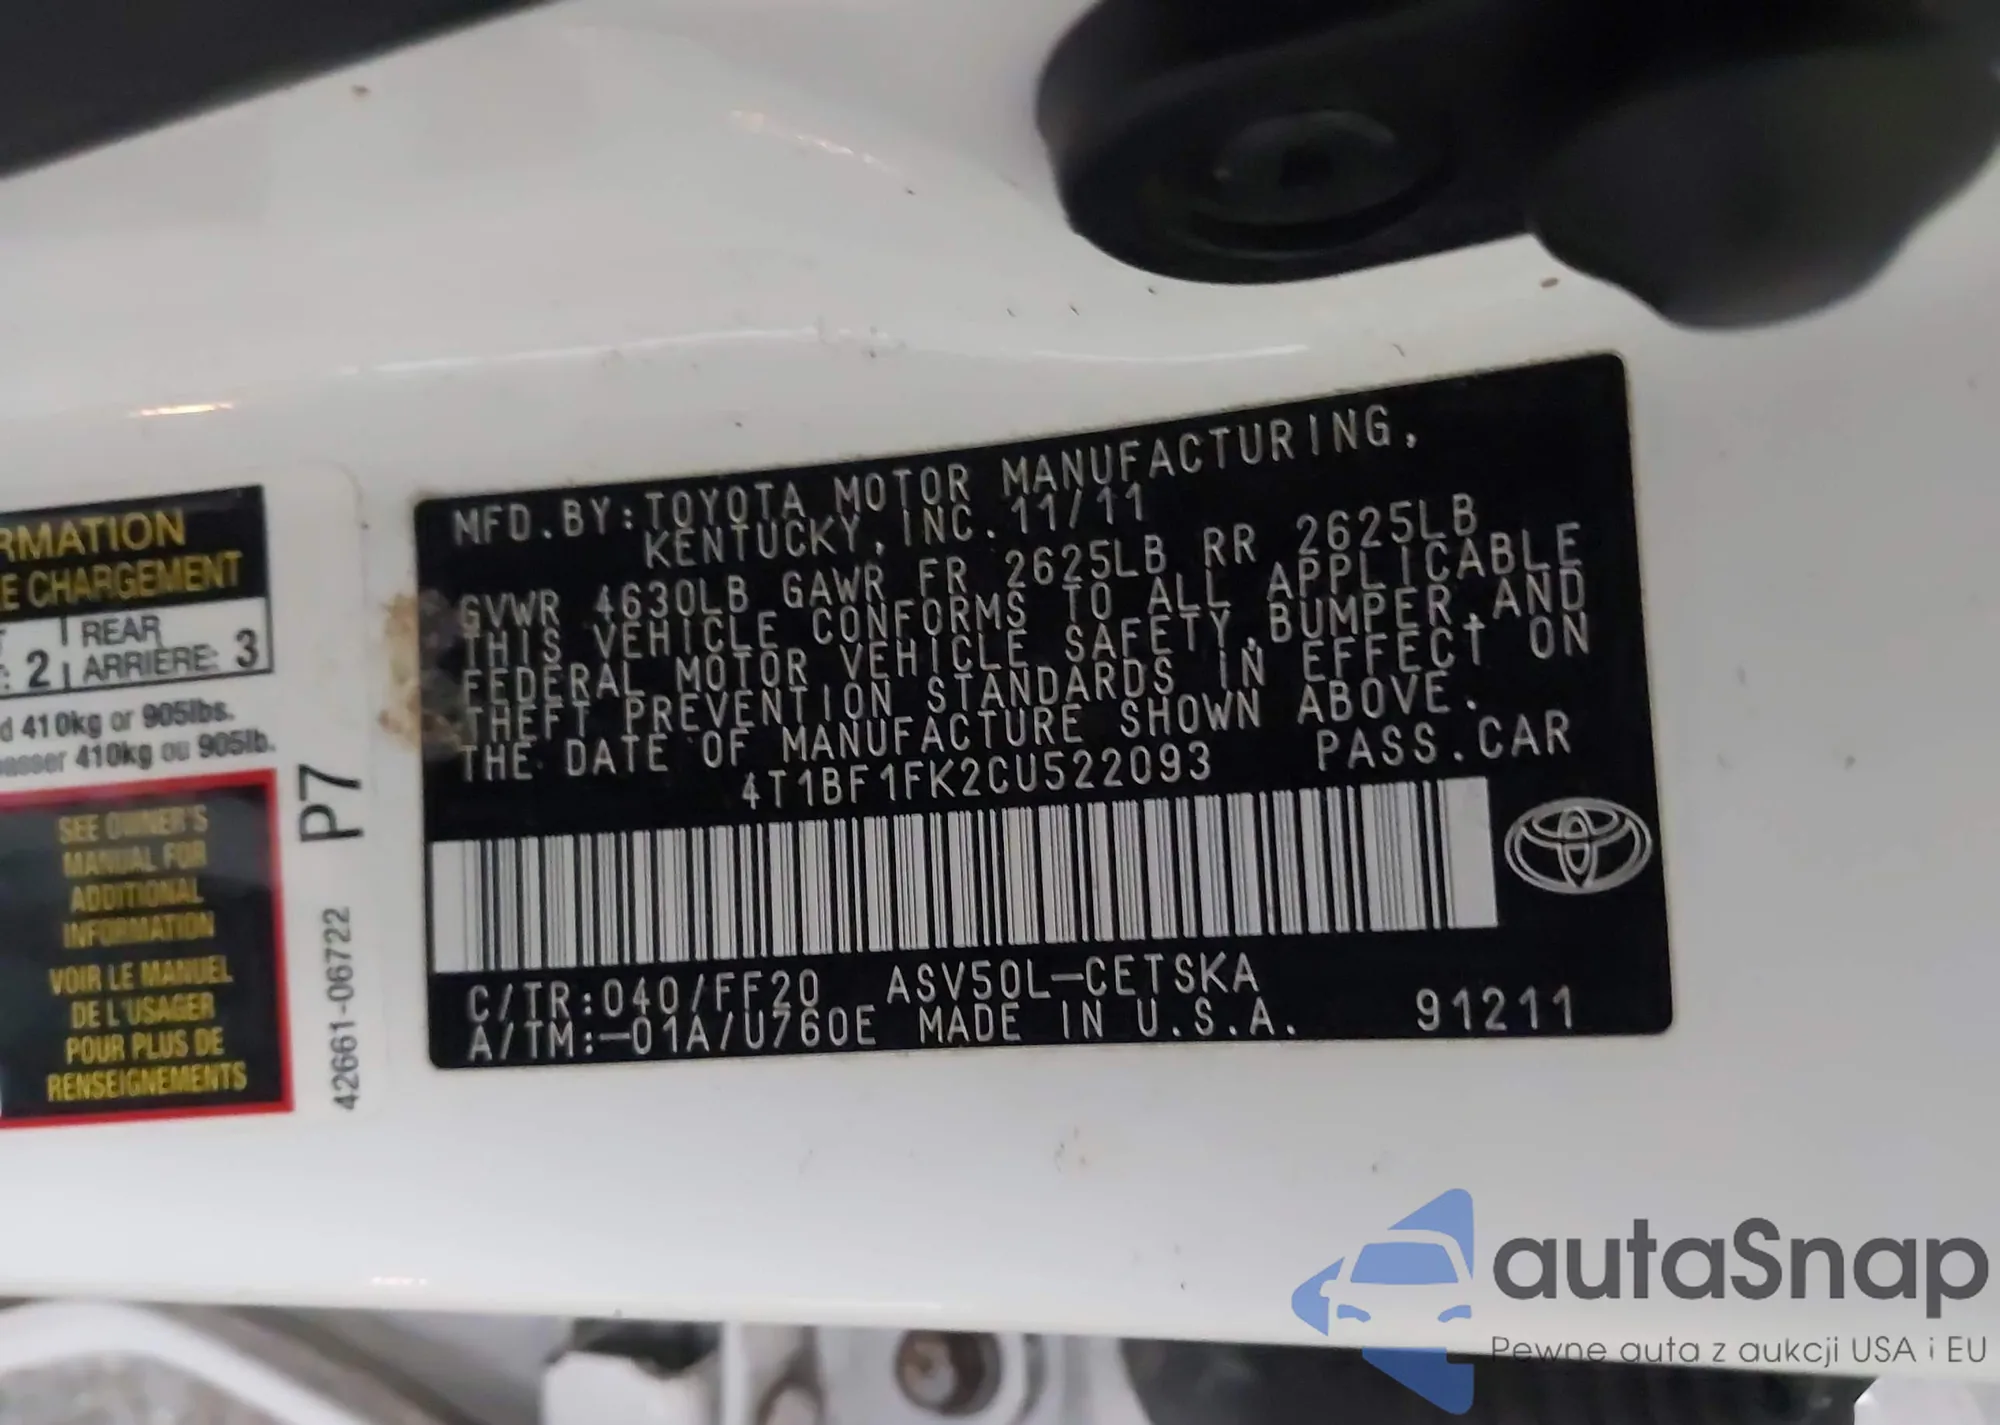 RMATION
E CHARGEMENT
REAR
: 2 ARRIÈRE: 3
d 410kg or 905lbs.
asser 410kg ou 905lb.
SEE OWNER'S
MANUAL FOR
ADDITIONAL
INFORMATION
VOIR LE MANUEL
DE L'USAGER
POUR PLUS DE
RENSEIGNEMENTS
P7
42661-06722
MFD.BY:TOYOTA MOTOR MANUFACTURING,
KENTUCKY,INC. 11/11
GVWR 4630LB GAWR FR 2625LB RR 2625LB
THIS VEHICLE CONFORMS TO ALL APPLICABLE
FEDERAL MOTOR VEHICLE SAFETY,BUMPER,AND
THEFT PREVENTION STANDARDS IN EFFECT ON
THE DATE OF MANUFACTURE SHOWN ABOVE.
4T1BF1FK2CU522093 PASS.CAR
C/TR:040/FF20 ASV50L-CETSKA
A/TM:-01A/U760E MADE IN U.S.A. 91211
autaSnap
Pewne auta z aukcji USA i EU